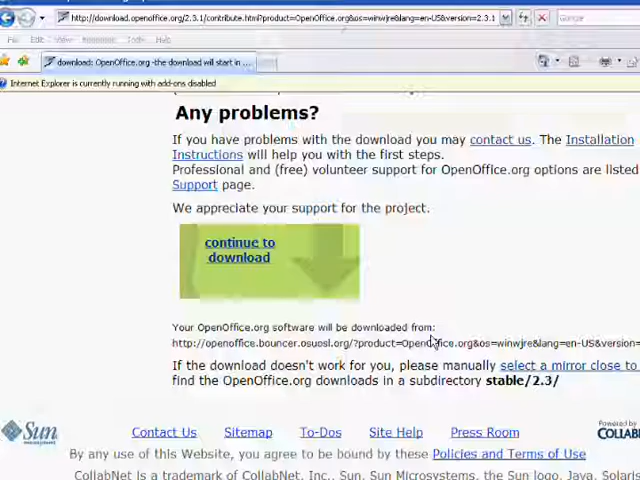 http://download.openoffice.org/2.3.1/contribute.html?product=OpenOffice.org&os=winwjre&lang=en-US&version=2.3.1
Google
File Edit View Favorites Tools Help
download: OpenOffice.org -the download will start in ...
Internet Explorer is currently running with add-ons disabled
Any problems?
If you have problems with the download you may contact us. The Installation
Instructions will help you with the first steps.
Professional and (free) volunteer support for OpenOffice.org options are listed
Support page.
We appreciate your support for the project.
continue to
download
Your OpenOffice.org software will be downloaded from:
http://openoffice.bouncer.osuosl.org/?product=OpenOffice.org&os=winwjre&lang=en-US&version=
If the download doesn't work for you, please manually select a mirror close to
find the OpenOffice.org downloads in a subdirectory stable/2.3/
Sun
microsystems
Powered by
COLLAB
Contact Us Sitemap To-Dos Site Help Press Room
By any use of this Website, you agree to be bound by these Policies and Terms of Use
CollabNet is a trademark of CollabNet, Inc., Sun, Sun Microsystems, the Sun logo, Java, Solaris